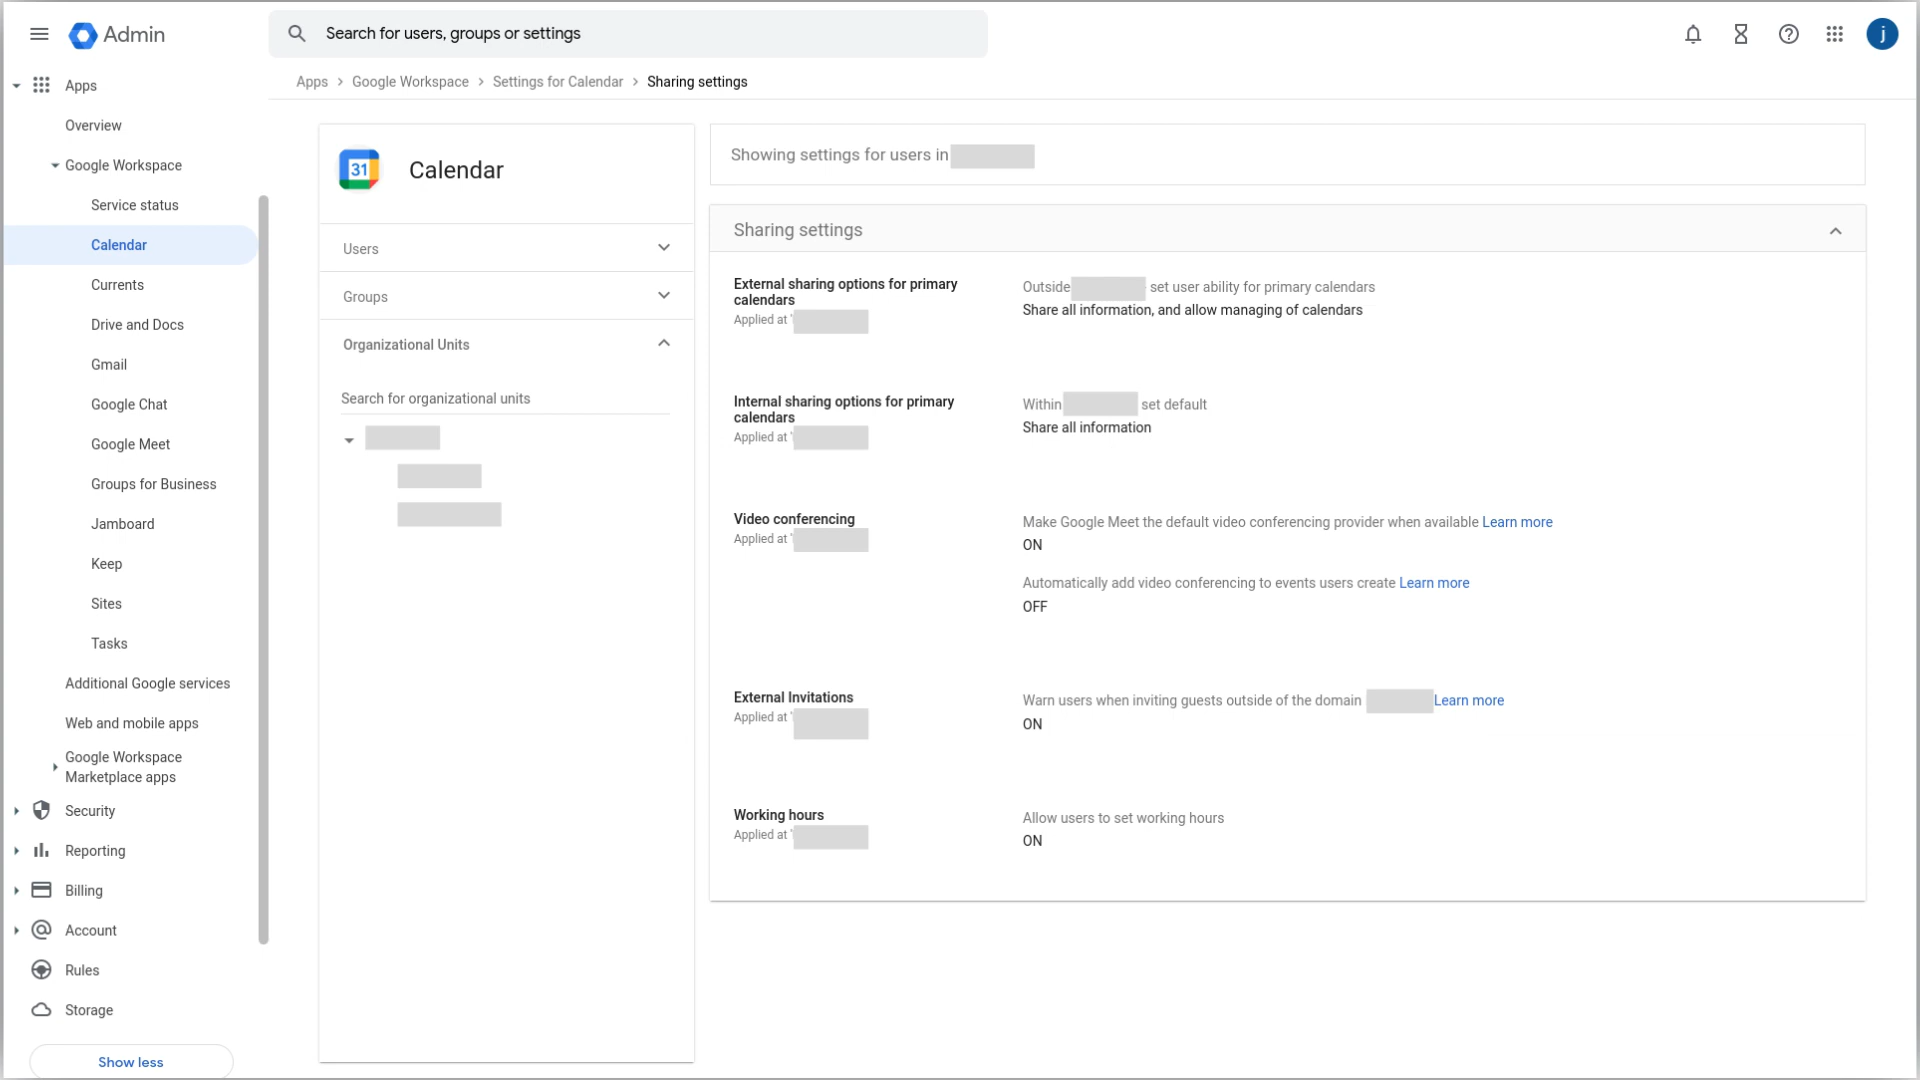 Admin
Search for users, groups or settings
j
Apps
Overview
Google Workspace
Service status
Calendar
Currents
Drive and Docs
Gmail
Google Chat
Google Meet
Groups for Business
Jamboard
Keep
Sites
Tasks
Additional Google services
Web and mobile apps
Google Workspace
Marketplace apps
Security
Reporting
Billing
Account
Rules
Storage
Show less
Apps > Google Workspace > Settings for Calendar > Sharing settings
31
Calendar
Users
Groups
Organizational Units
Search for organizational units
Showing settings for users in
Sharing settings
External sharing options for primary
calendars
Applied at '
Outside set user ability for primary calendars
Share all information, and allow managing of calendars
Internal sharing options for primary
calendars
Applied at '
Within set default
Share all information
Video conferencing
Applied at '
Make Google Meet the default video conferencing provider when available Learn more
ON
Automatically add video conferencing to events users create Learn more
OFF
External Invitations
Applied at '
Warn users when inviting guests outside of the domain Learn more
ON
Working hours
Applied at '
Allow users to set working hours
ON